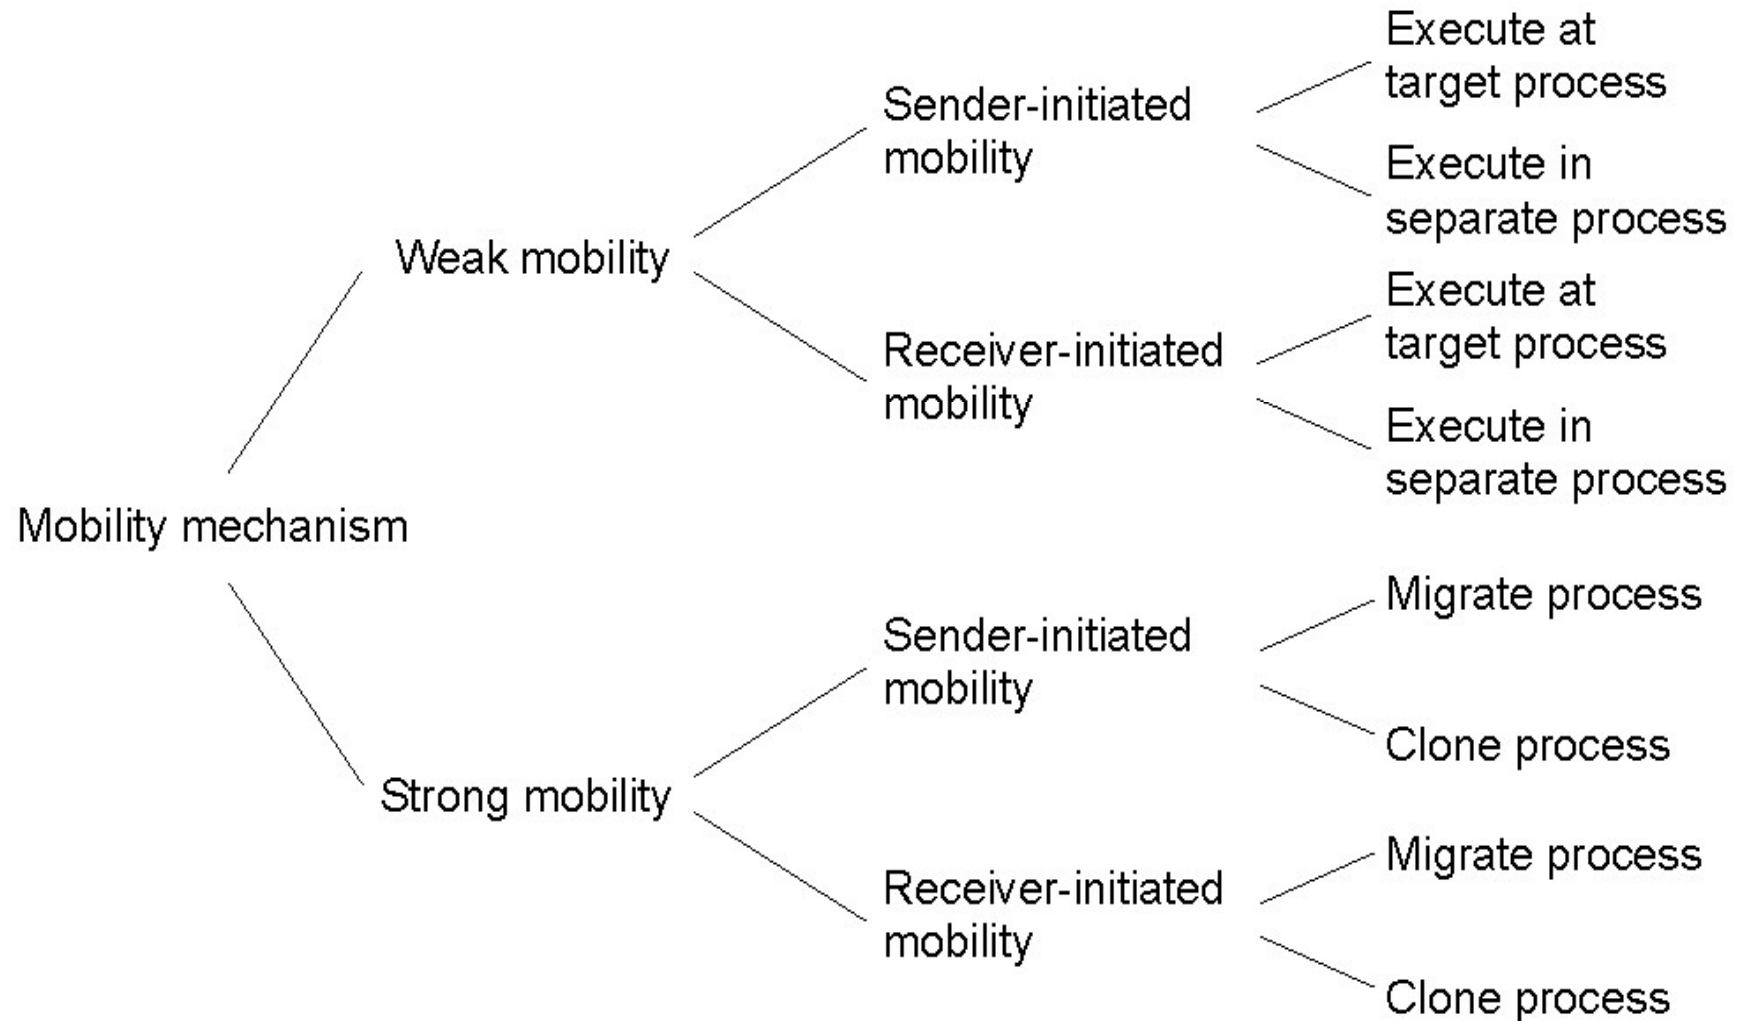 Execute at
target process
Sender-initiated
mobility
Execute in
separate process
Weak mobility
Execute at
target process
Receiver-initiated
mobility
Execute in
separate process
Mobility mechanism
Migrate process
Sender-initiated
mobility
Clone process
Strong mobility
Migrate process
Receiver-initiated
mobility
Clone process